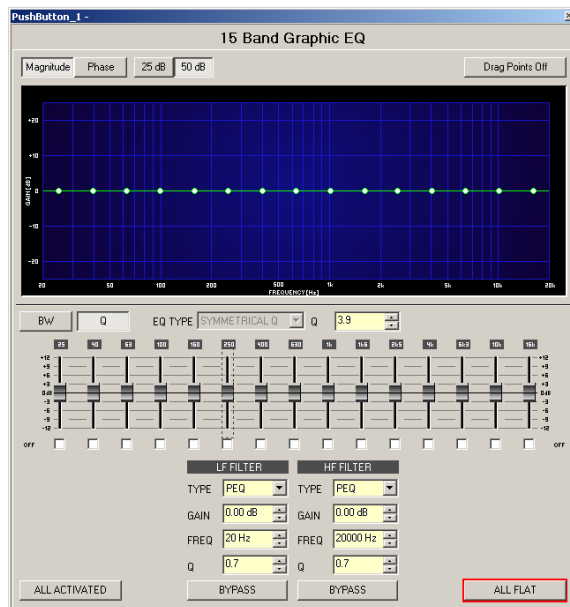 PushButton_1 -
15 Band Graphic EQ
Magnitude Phase 25 dB 50 dB Drag Points Off
+20
+10
0
-10
-20
GAIN[dB]
20 50 100 200 500 1k 2k 5k 10k 20k
FREQUENCY[Hz]
BW Q EQ TYPE SYMMETRICAL Q Q 3.9
25 40 63 100 160 250 400 630 1k 1k6 2k5 4k 6k3 10k 16k
+12 +12
+9 +9
+6 +6
+3 +3
0dB 0dB
-3 -3
-6 -6
-9 -9
-12 -12
OFF OFF
LF FILTER HF FILTER
TYPE PEQ TYPE PEQ
GAIN 0.00 dB GAIN 0.00 dB
FREQ 20 Hz FREQ 20000 Hz
Q 0.7 Q 0.7
ALL ACTIVATED BYPASS BYPASS ALL FLAT